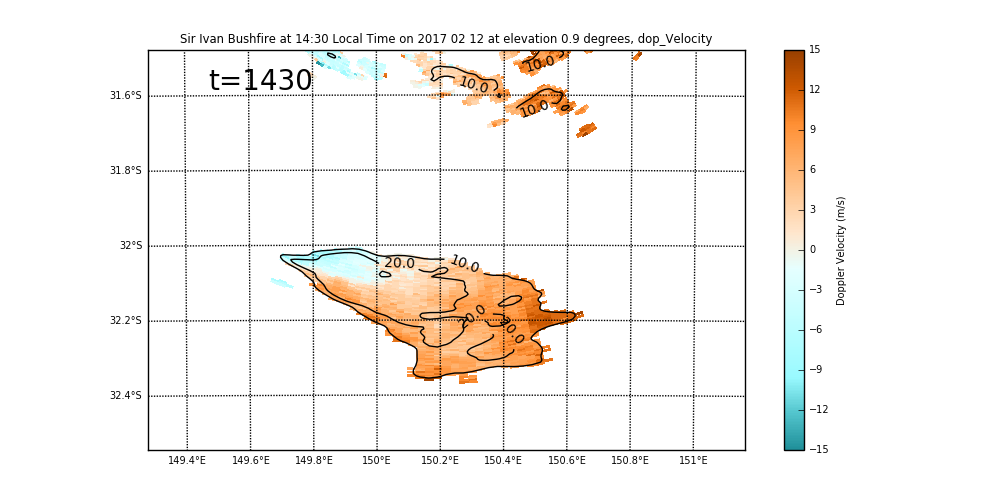 Sir Ivan Bushfire at 14:30 Local Time on 2017 02 12 at elevation 0.9 degrees, dop_Velocity
t=1430
10.0
10.0
10.0
31.6°S
31.8°S
32°S
32.2°S
32.4°S
20.0
10.0
20.0
20.0
149.4°E 149.6°E 149.8°E 150°E 150.2°E 150.4°E 150.6°E 150.8°E 151°E
15
12
9
6
3
0
−3
−6
−9
−12
−15
Doppler Velocity (m/s)